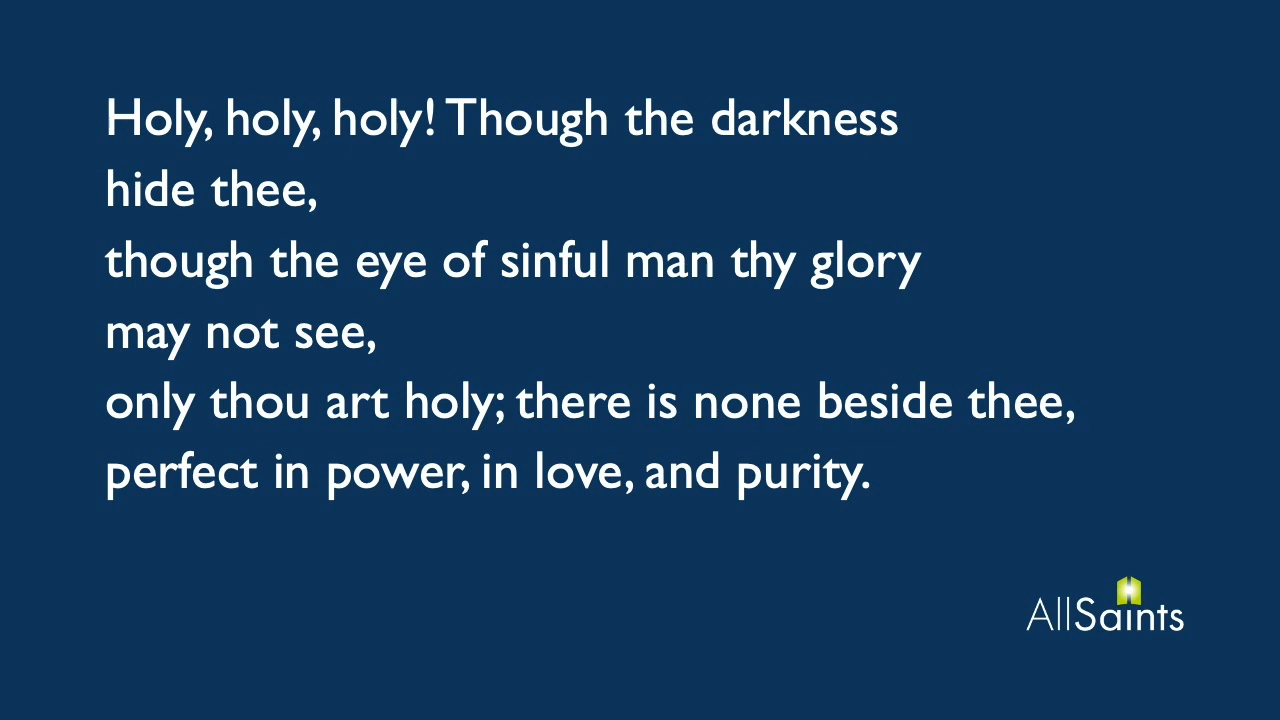 Holy, holy, holy! Though the darkness
hide thee,
though the eye of sinful man thy glory
may not see,
only thou art holy; there is none beside thee,
perfect in power, in love, and purity.
AllSaints